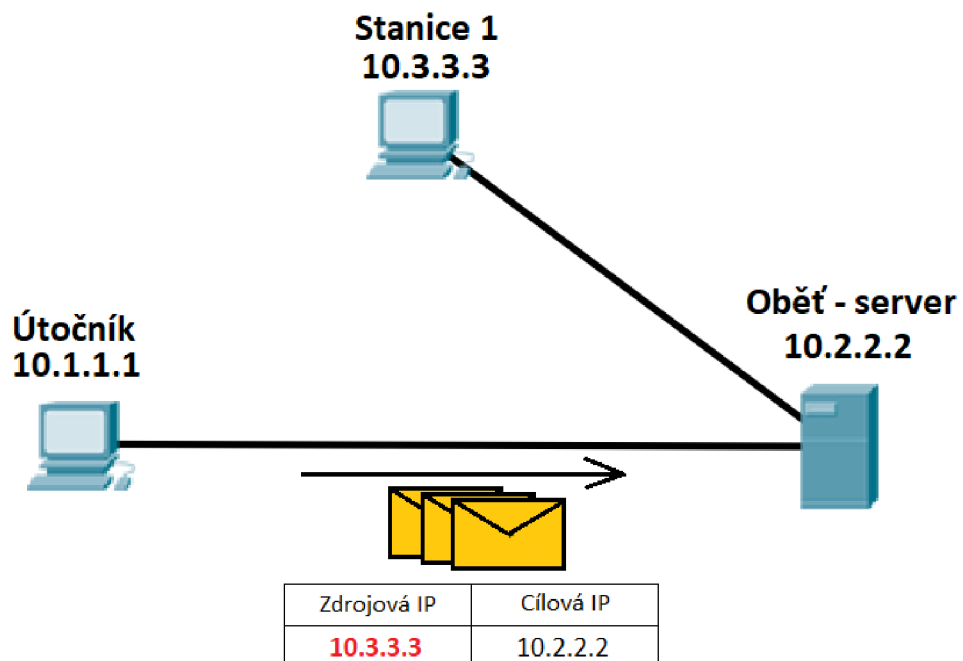 Stanice 1
10.3.3.3
Oběť - server
10.2.2.2
Útočník
10.1.1.1
Zdrojová IP Cílová IP
10.3.3.3 10.2.2.2